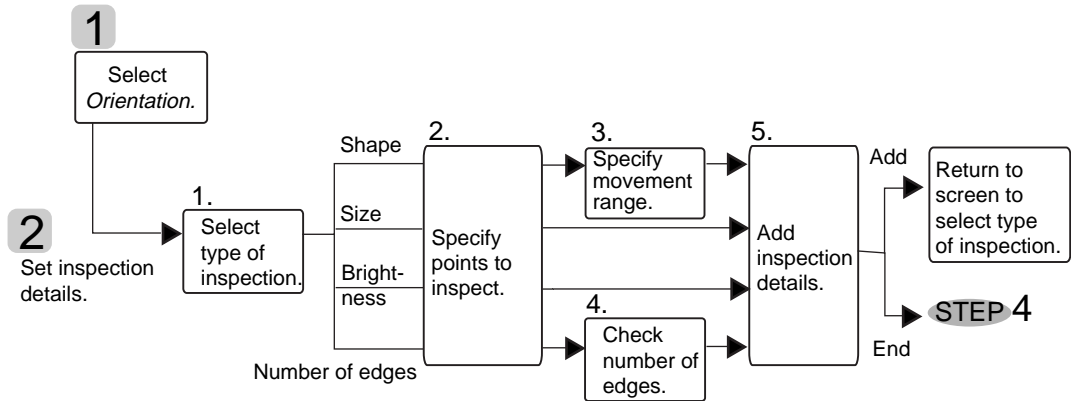 1
Select
Orientation.
2
Set inspection
details.
1.
Select
type of
inspection.
Shape
Size
Bright-
ness
Number of edges
2.
Specify
points to
inspect.
3.
Specify
movement
range.
4.
Check
number of
edges.
5.
Add
inspection
details.
Add
Return to
screen to
select type
of inspection.
STEP 4
End